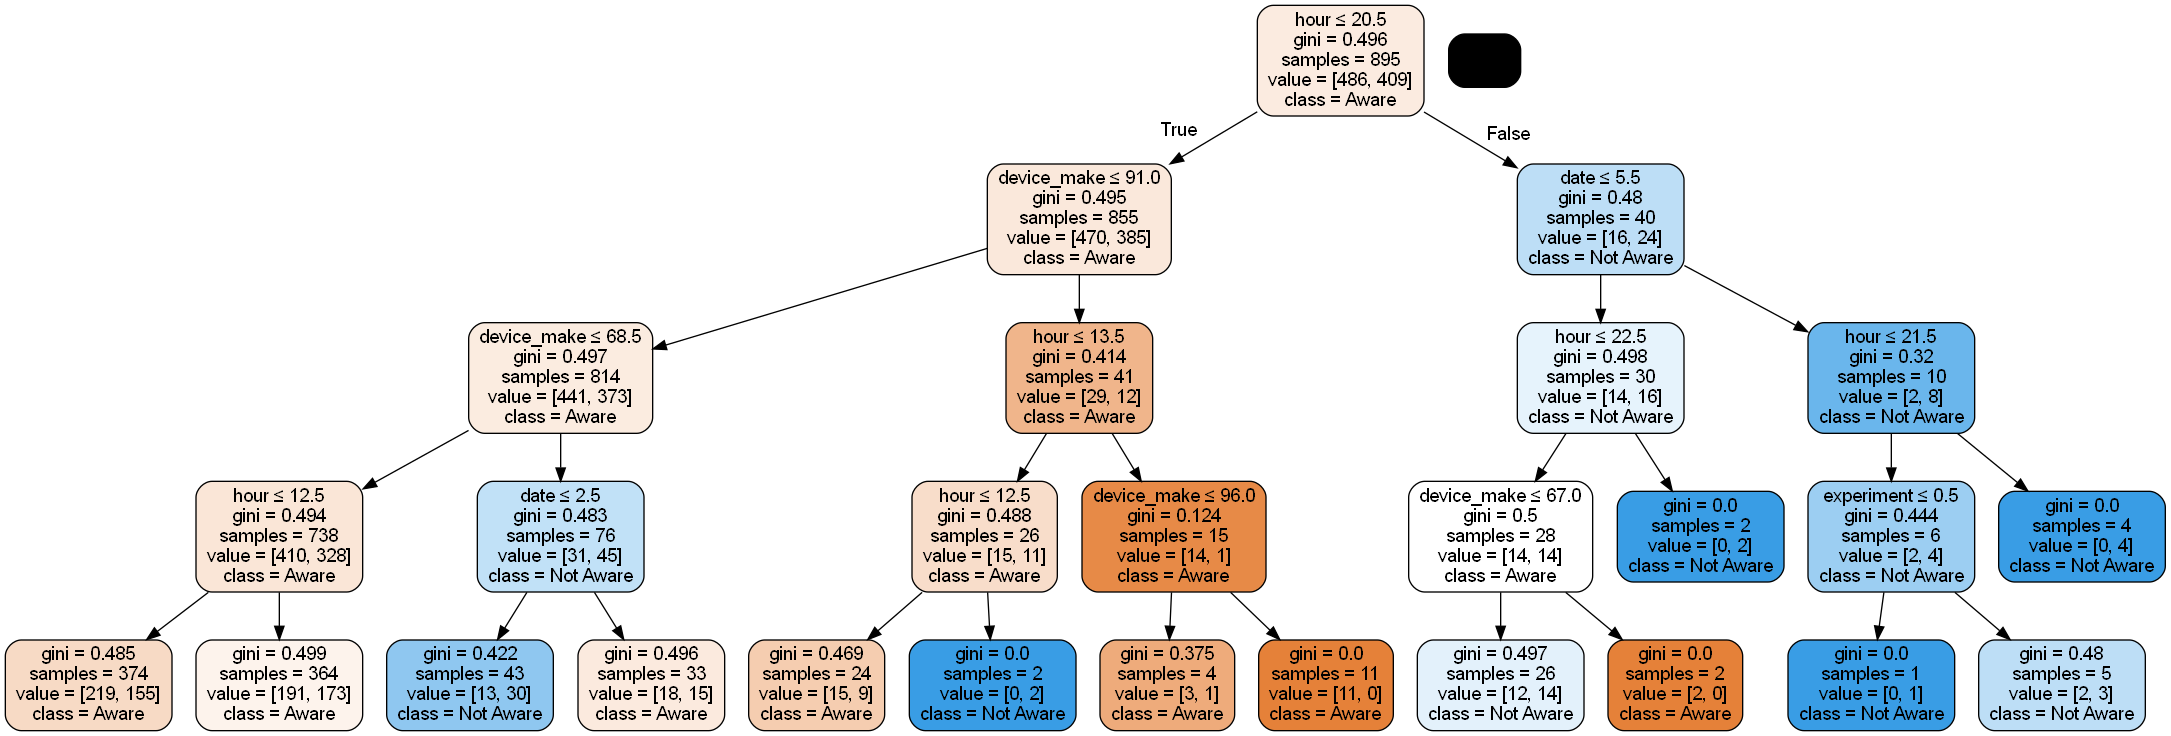 hour ≤ 20.5
gini = 0.496
samples = 895
value = [486, 409]
class = Aware
True
False
device_make ≤ 91.0
gini = 0.495
samples = 855
value = [470, 385]
class = Aware
date ≤ 5.5
gini = 0.48
samples = 40
value = [16, 24]
class = Not Aware
device_make ≤ 68.5
gini = 0.497
samples = 814
value = [441, 373]
class = Aware
hour ≤ 13.5
gini = 0.414
samples = 41
value = [29, 12]
class = Aware
hour ≤ 22.5
gini = 0.498
samples = 30
value = [14, 16]
class = Not Aware
hour ≤ 21.5
gini = 0.32
samples = 10
value = [2, 8]
class = Not Aware
hour ≤ 12.5
gini = 0.494
samples = 738
value = [410, 328]
class = Aware
date ≤ 2.5
gini = 0.483
samples = 76
value = [31, 45]
class = Not Aware
hour ≤ 12.5
gini = 0.488
samples = 26
value = [15, 11]
class = Aware
device_make ≤ 96.0
gini = 0.124
samples = 15
value = [14, 1]
class = Aware
device_make ≤ 67.0
gini = 0.5
samples = 28
value = [14, 14]
class = Aware
gini = 0.0
samples = 2
value = [0, 2]
class = Not Aware
experiment ≤ 0.5
gini = 0.444
samples = 6
value = [2, 4]
class = Not Aware
gini = 0.0
samples = 4
value = [0, 4]
class = Not Aware
gini = 0.485
samples = 374
value = [219, 155]
class = Aware
gini = 0.499
samples = 364
value = [191, 173]
class = Aware
gini = 0.422
samples = 43
value = [13, 30]
class = Not Aware
gini = 0.496
samples = 33
value = [18, 15]
class = Aware
gini = 0.469
samples = 24
value = [15, 9]
class = Aware
gini = 0.0
samples = 2
value = [0, 2]
class = Not Aware
gini = 0.375
samples = 4
value = [3, 1]
class = Aware
gini = 0.0
samples = 11
value = [11, 0]
class = Aware
gini = 0.497
samples = 26
value = [12, 14]
class = Not Aware
gini = 0.0
samples = 2
value = [2, 0]
class = Aware
gini = 0.0
samples = 1
value = [0, 1]
class = Not Aware
gini = 0.48
samples = 5
value = [2, 3]
class = Not Aware